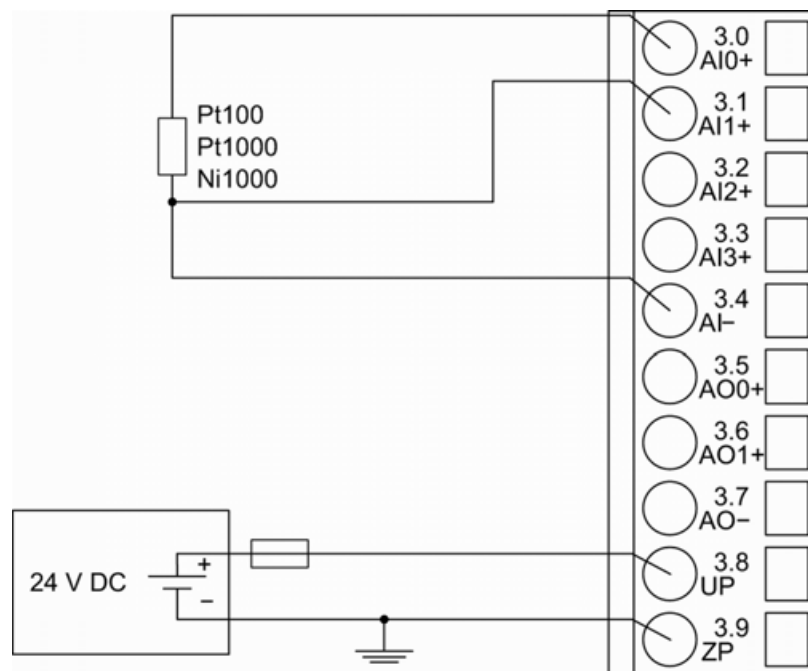 Pt100
Pt1000
Ni1000
3.0
AI0+
3.1
AI1+
3.2
AI2+
3.3
AI3+
3.4
AI−
3.5
AO0+
3.6
AO1+
3.7
AO−
3.8
UP
3.9
ZP
24 V DC
+
−